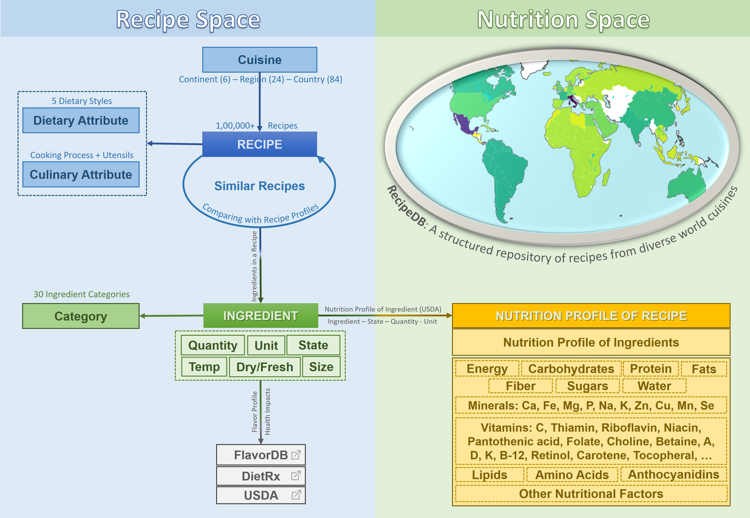 Recipe Space
Nutrition Space
Cuisine
Continent (6) – Region (24) – Country (84)
5 Dietary Styles
Dietary Attribute
Cooking Process + Utensils
Culinary Attribute
1,00,000+ Recipes
RECIPE
Similar Recipes
Comparing with Recipe Profiles
RecipeDB: A structured repository of recipes from diverse world cuisines
Ingredients in a Recipe
30 Ingredient Categories
Category
INGREDIENT
Nutrition Profile of Ingredient (USDA)
Ingredient – State – Quantity - Unit
Quantity Unit State
Temp Dry/Fresh Size
Flavor Profile
Health Impacts
FlavorDB
DietRx
USDA
NUTRITION PROFILE OF RECIPE
Nutrition Profile of Ingredients
Energy Carbohydrates Protein Fats
Fiber Sugars Water
Minerals: Ca, Fe, Mg, P, Na, K, Zn, Cu, Mn, Se
Vitamins: C, Thiamin, Riboflavin, Niacin,
Pantothenic acid, Folate, Choline, Betaine, A,
D, K, B-12, Retinol, Carotene, Tocopheral, ...
Lipids Amino Acids Anthocyanidins
Other Nutritional Factors